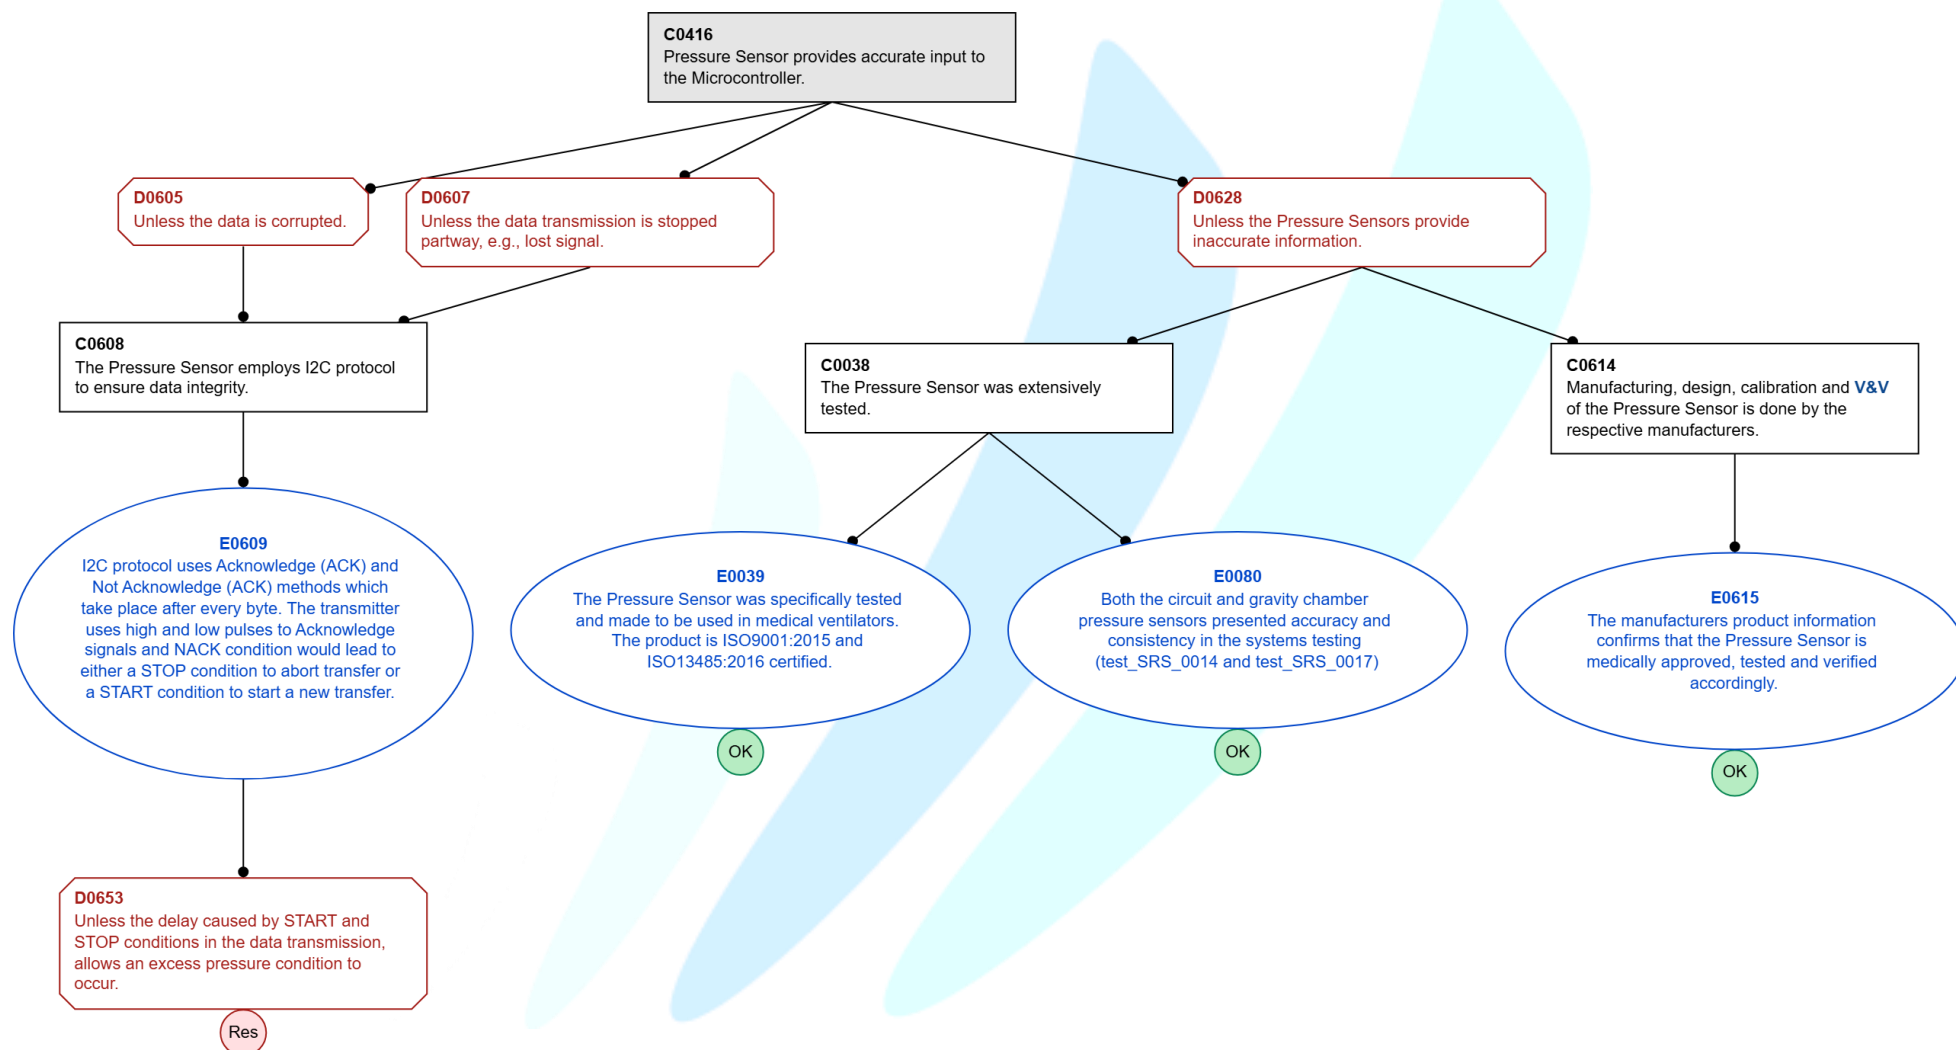 C0416
Pressure Sensor provides accurate input to
the Microcontroller.
D0605
Unless the data is corrupted.
D0607
Unless the data transmission is stopped
partway, e.g., lost signal.
D0628
Unless the Pressure Sensors provide
inaccurate information.
C0608
The Pressure Sensor employs I2C protocol
to ensure data integrity.
C0038
The Pressure Sensor was extensively
tested.
C0614
Manufacturing, design, calibration and V&V
of the Pressure Sensor is done by the
respective manufacturers.
E0609
I2C protocol uses Acknowledge (ACK) and
Not Acknowledge (ACK) methods which
take place after every byte. The transmitter
uses high and low pulses to Acknowledge
signals and NACK condition would lead to
either a STOP condition to abort transfer or
a START condition to start a new transfer.
E0039
The Pressure Sensor was specifically tested
and made to be used in medical ventilators.
The product is ISO9001:2015 and
ISO13485:2016 certified.
OK
E0080
Both the circuit and gravity chamber
pressure sensors presented accuracy and
consistency in the systems testing
(test_SRS_0014 and test_SRS_0017)
OK
E0615
The manufacturers product information
confirms that the Pressure Sensor is
medically approved, tested and verified
accordingly.
OK
D0653
Unless the delay caused by START and
STOP conditions in the data transmission,
allows an excess pressure condition to
occur.
Res